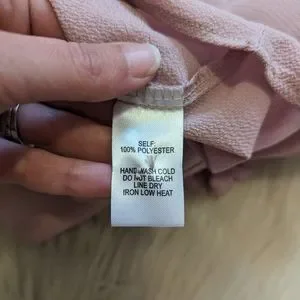 SELF:
100% POLYESTER
HAND WASH COLD
DO NOT BLEACH
LINE DRY
IRON LOW HEAT